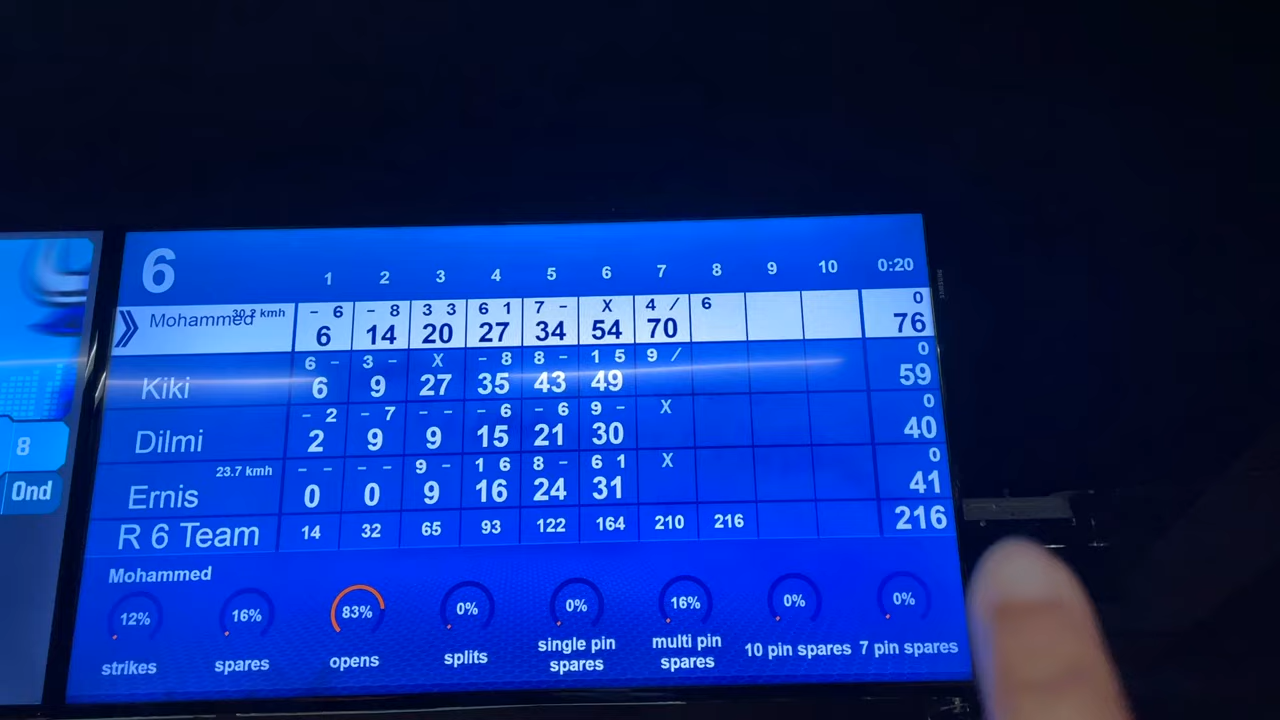 6 1 2 3 4 5 6 7 8 9 10 0:20
30.2 kmh - 6 - 8 3 3 6 1 7 - X 4 / 6 0
Mohammed 6 14 20 27 34 54 70 76
6 - 3 - X - 8 8 - 1 5 9 / 0
Kiki 6 9 27 35 43 49 59
- 2 - 7 - - - 6 - 6 9 - X 0
Dilmi 2 9 9 15 21 30 40
23.7 kmh - - - - 9 - 1 6 8 - 6 1 X 0
Ernis 0 0 9 16 24 31 41
R 6 Team 14 32 65 93 122 164 210 216 216
8
0nd
Mohammed
12% 16% 83% 0% 0% 16% 0% 0%
strikes spares opens splits single pin spares multi pin spares 10 pin spares 7 pin spares